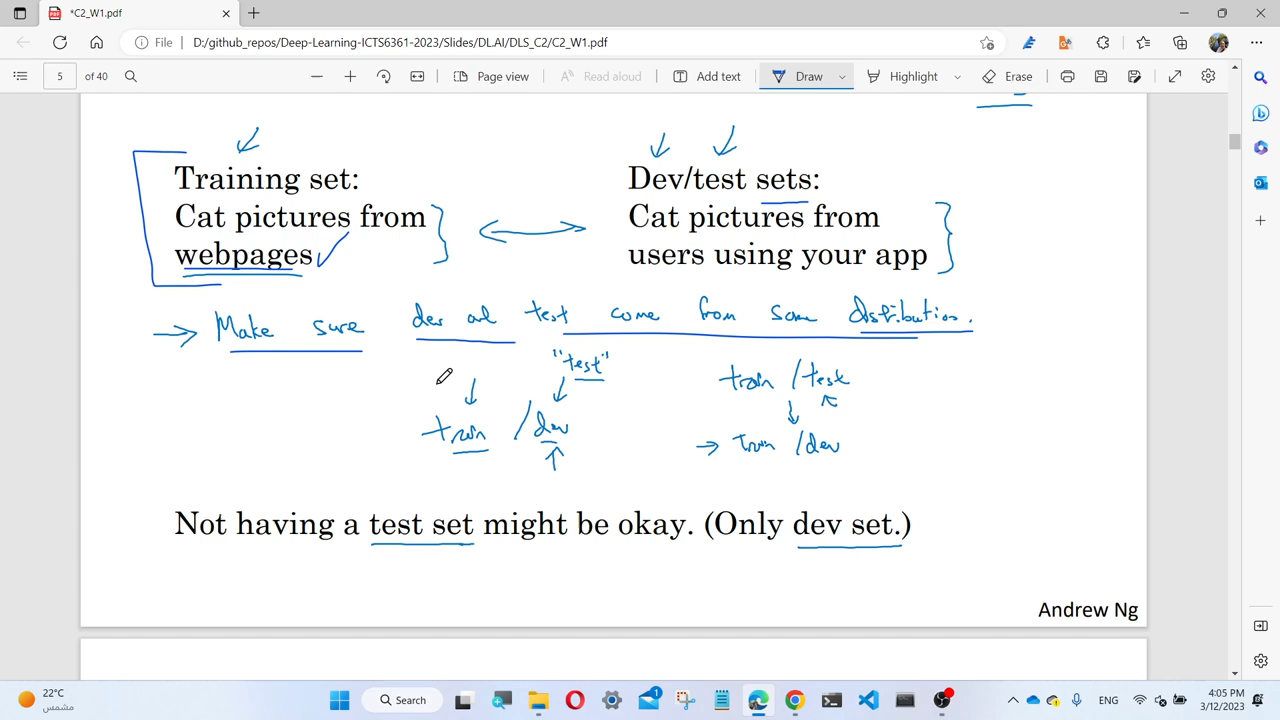 *C2_W1.pdf
File
D:/github_repos/Deep-Learning-ICTS6361-2023/Slides/DL.AI/DLS_C2/C2_W1.pdf
5 of 40
Page view
Read aloud
Add text
Draw
Highlight
Erase
Training set:
Cat pictures from
webpages
Dev/test sets:
Cat pictures from
users using your app
→ Make sure dev and test come from same distribution.
"test"
train / dev
train / test
→ train / dev
Not having a test set might be okay. (Only dev set.)
Andrew Ng
22°C
مشمس
Search
1
ENG
4:05 PM
3/12/2023